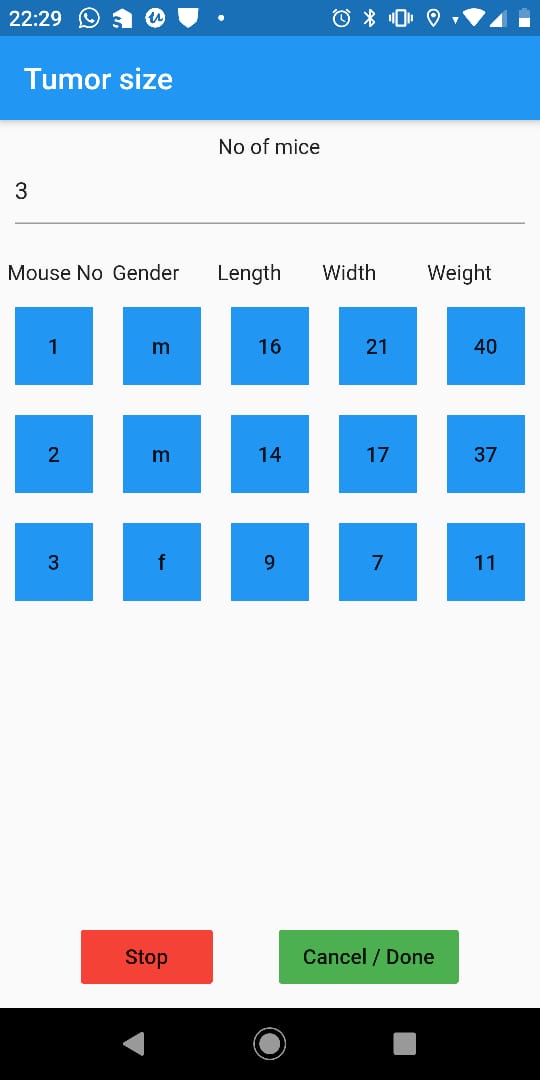 22:29
Tumor size
No of mice
3
Mouse No Gender Length Width Weight
1 m 16 21 40
2 m 14 17 37
3 f 9 7 11
Stop Cancel / Done